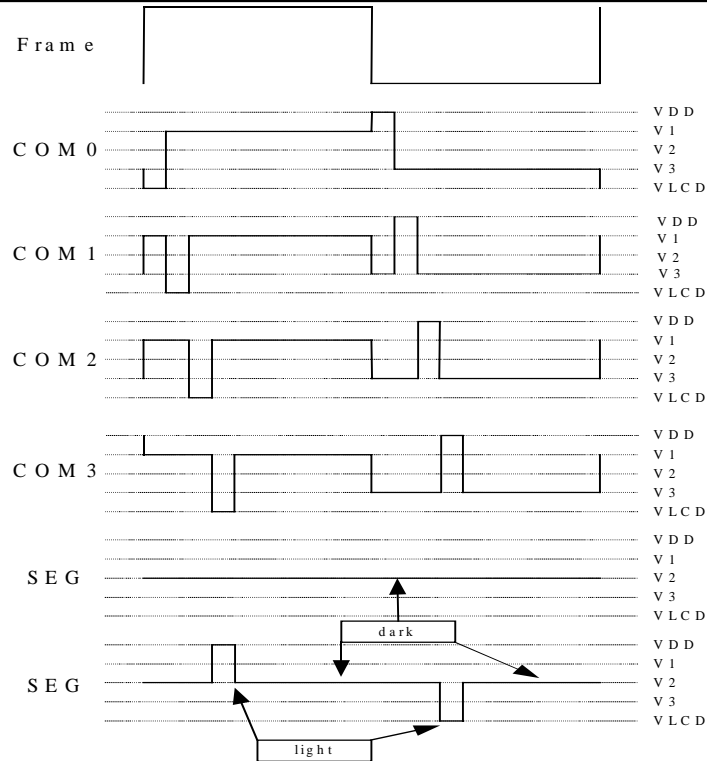 Frame
VDD
V1
COM0
V2
V3
VLCD
VDD
V1
COM1
V2
V3
VLCD
VDD
V1
COM2
V2
V3
VLCD
VDD
V1
COM3
V2
V3
VLCD
VDD
V1
SEG
V2
V3
VLCD
dark
VDD
V1
SEG
V2
V3
VLCD
light